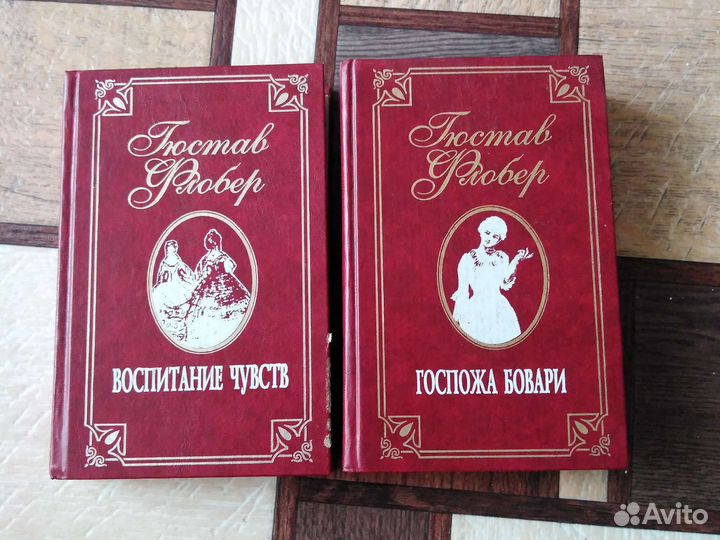 Гюстав
Флобер
ВОСПИТАНИЕ ЧУВСТВ
Гюстав
Флобер
ГОСПОЖА БОВАРИ
Avito